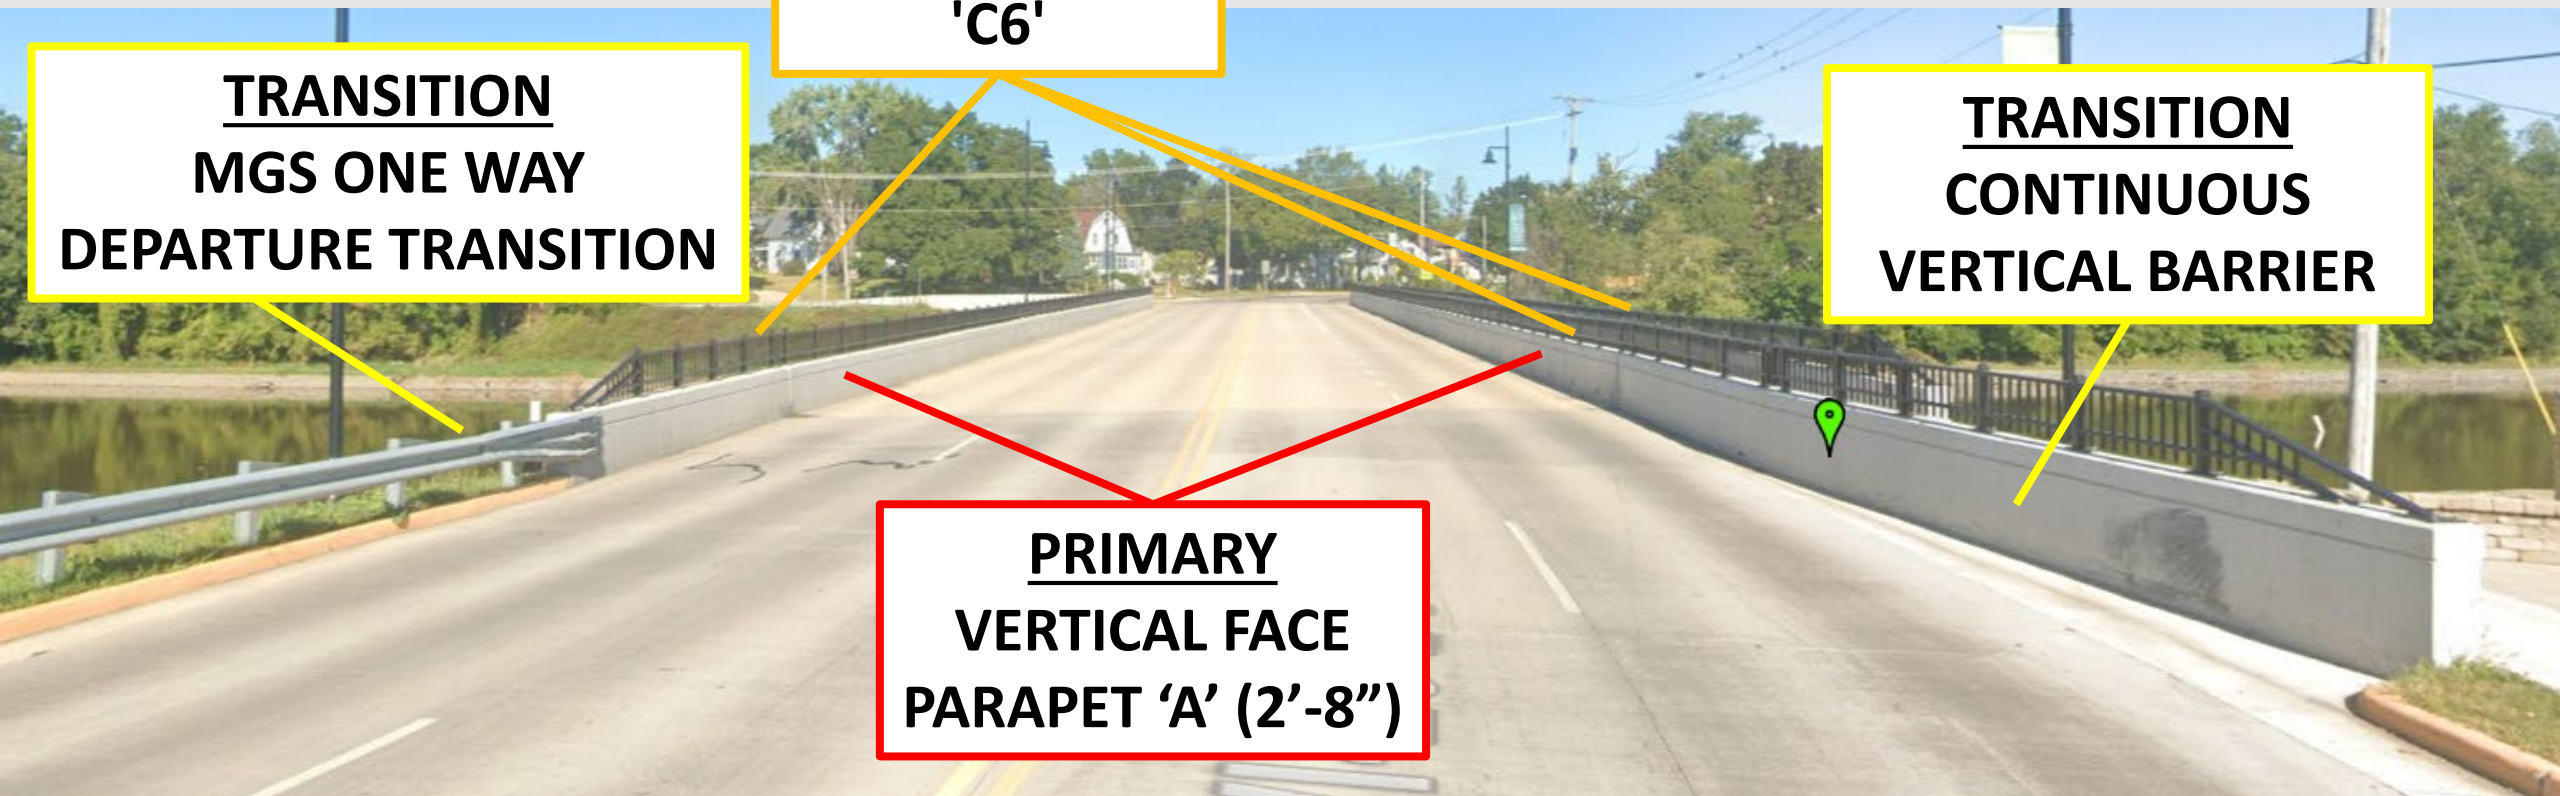 'C6'
TRANSITION
MGS ONE WAY
DEPARTURE TRANSITION
TRANSITION
CONTINUOUS
VERTICAL BARRIER
PRIMARY
VERTICAL FACE
PARAPET ‘A’ (2’-8”)